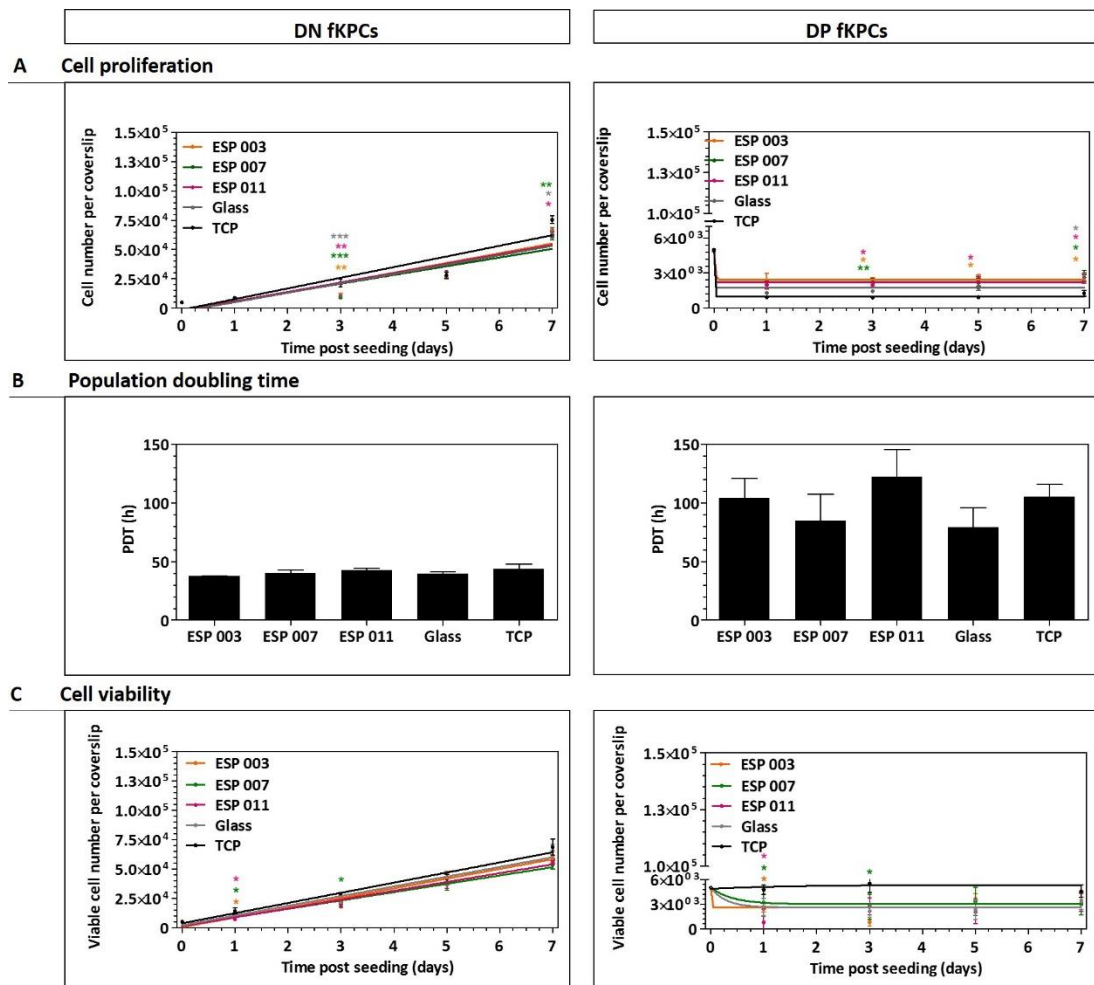 DN fKPCs
DP fKPCs
A Cell proliferation
Cell number per coverslip
1.5×10⁵
1.3×10⁵
1.0×10⁵
7.5×10⁴
5.0×10⁴
2.5×10⁴
0
ESP 003
ESP 007
ESP 011
Glass
TCP
***
**
***
**
**
*
*
0 1 2 3 4 5 6 7
Time post seeding (days)
Cell number per coverslip
1.5×10⁵
1.3×10⁵
1.0×10⁵
6×10³
3×10³
0
ESP 003
ESP 007
ESP 011
Glass
TCP
*
*
**
*
*
*
*
*
*
0 1 2 3 4 5 6 7
Time post seeding (days)
B Population doubling time
PDT (h)
150
100
50
0
ESP 003 ESP 007 ESP 011 Glass TCP
PDT (h)
150
100
50
0
ESP 003 ESP 007 ESP 011 Glass TCP
C Cell viability
Viable cell number per coverslip
1.5×10⁵
1.3×10⁵
1.0×10⁵
7.5×10⁴
5.0×10⁴
2.5×10⁴
0
ESP 003
ESP 007
ESP 011
Glass
TCP
*
*
*
*
0 1 2 3 4 5 6 7
Time post seeding (days)
Viable cell number per coverslip
1.5×10⁵
1.3×10⁵
1.0×10⁵
6×10³
3×10³
0
ESP 003
ESP 007
ESP 011
Glass
TCP
*
*
*
*
0 1 2 3 4 5 6 7
Time post seeding (days)